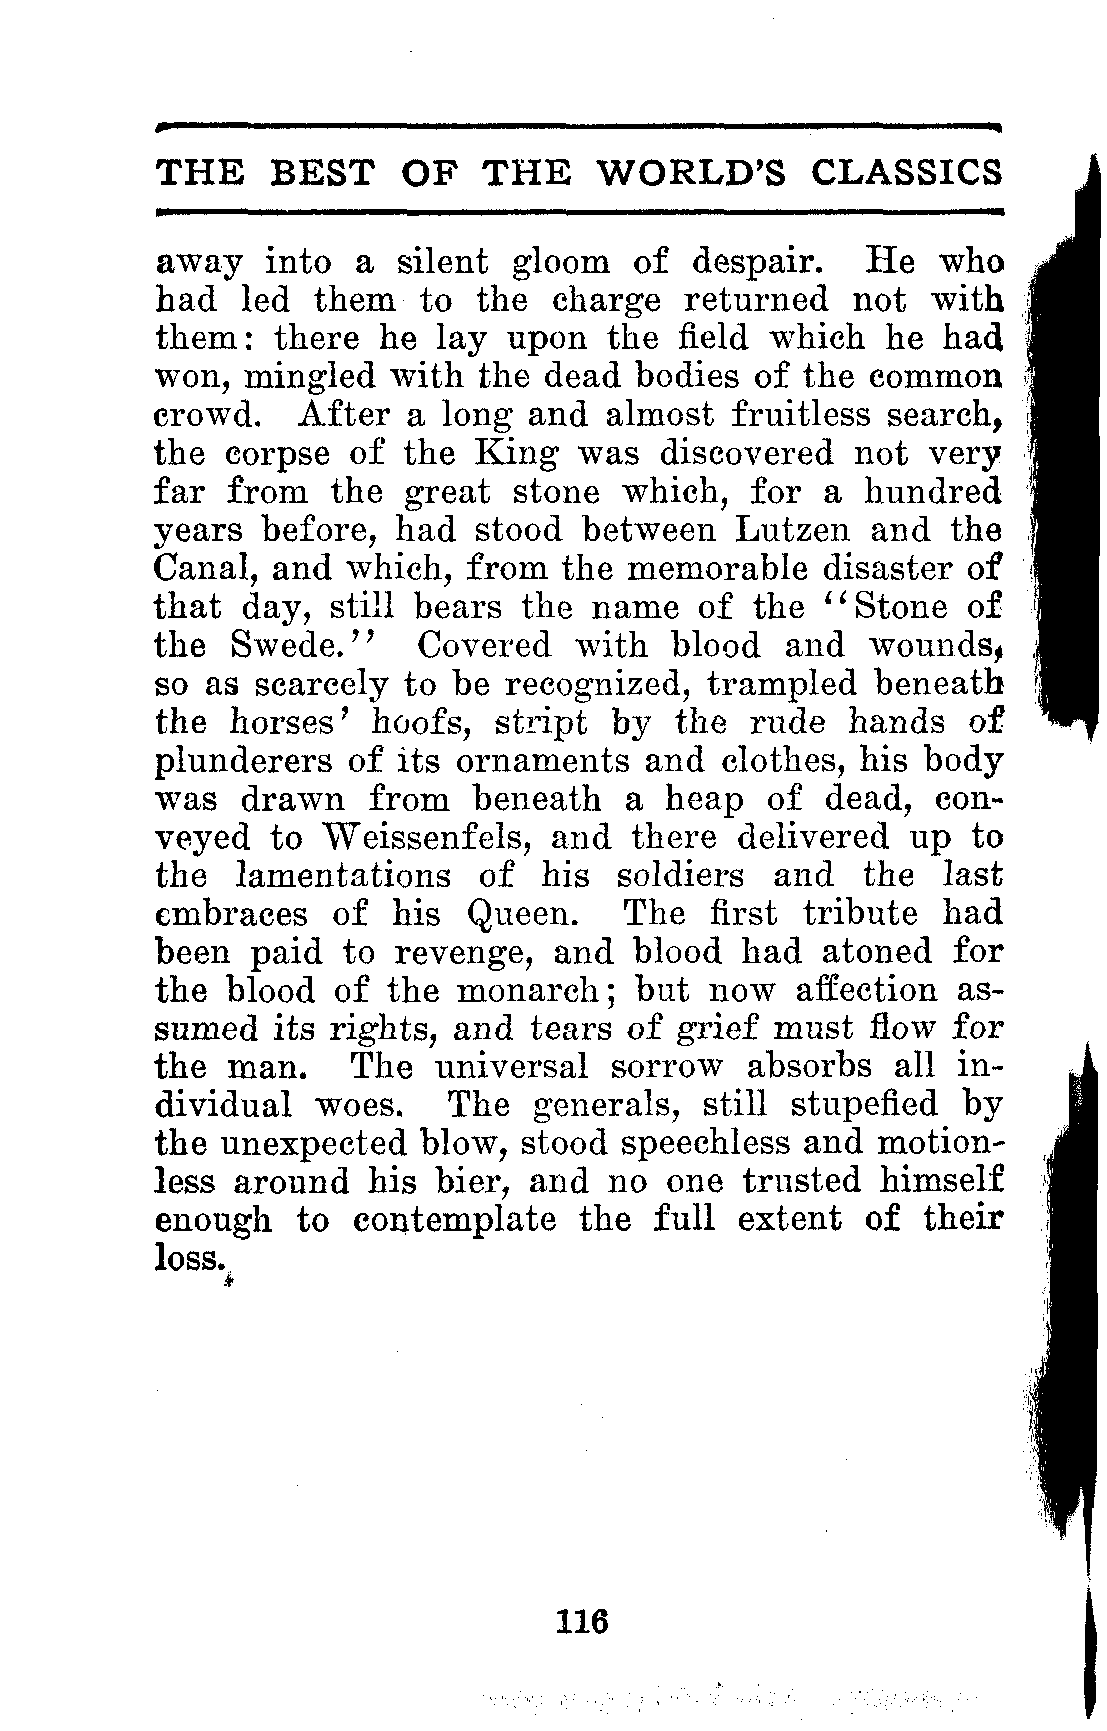 THE BEST OF THE WORLD'S CLASSICS
away into a silent gloom of despair. He who
had led them to the charge returned not with
them: there he lay upon the field which he had
won, mingled with the dead bodies of the common
crowd. After a long and almost fruitless search,
the corpse of the King was discovered not very
far from the great stone which, for a hundred
years before, had stood between Lutzen and the
Canal, and which, from the memorable disaster of
that day, still bears the name of the "Stone of
the Swede." Covered with blood and wounds,
so as scarcely to be recognized, trampled beneath
the horses' hoofs, stript by the rude hands of
plunderers of its ornaments and clothes, his body
was drawn from beneath a heap of dead, con-
veyed to Weissenfels, and there delivered up to
the lamentations of his soldiers and the last
embraces of his Queen. The first tribute had
been paid to revenge, and blood had atoned for
the blood of the monarch; but now affection as-
sumed its rights, and tears of grief must flow for
the man. The universal sorrow absorbs all in-
dividual woes. The generals, still stupefied by
the unexpected blow, stood speechless and motion-
less around his bier, and no one trusted himself
enough to contemplate the full extent of their
loss.
116